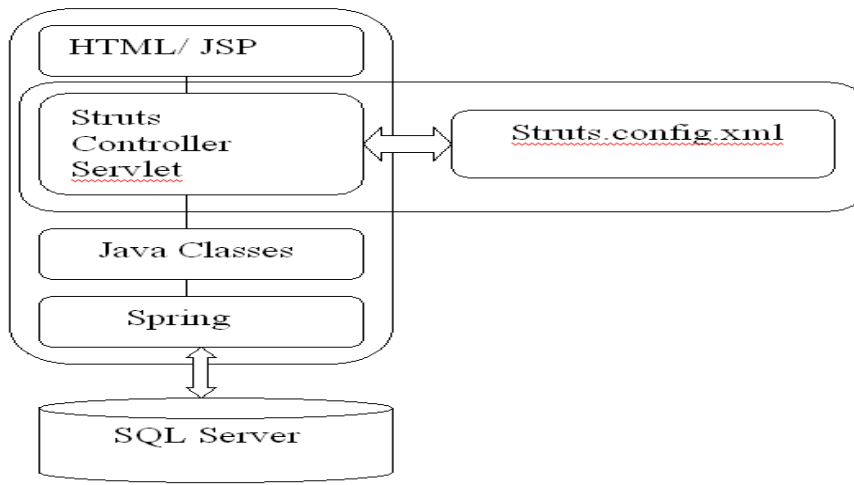 HTML/ JSP
Struts
Controller
Servlet
Struts.config.xml
Java Classes
Spring
SQL Server